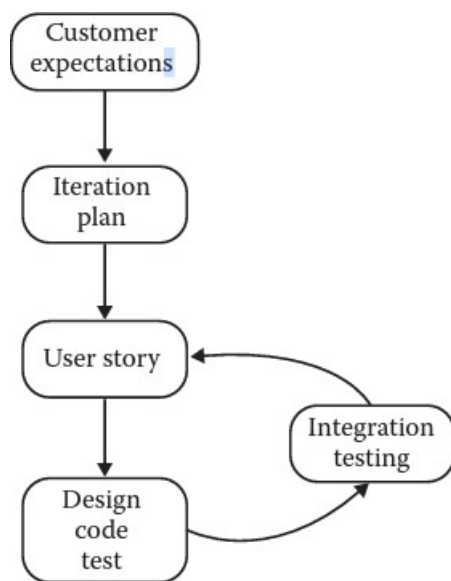 Customer
expectations
Iteration
plan
User story
Integration
testing
Design
code
test